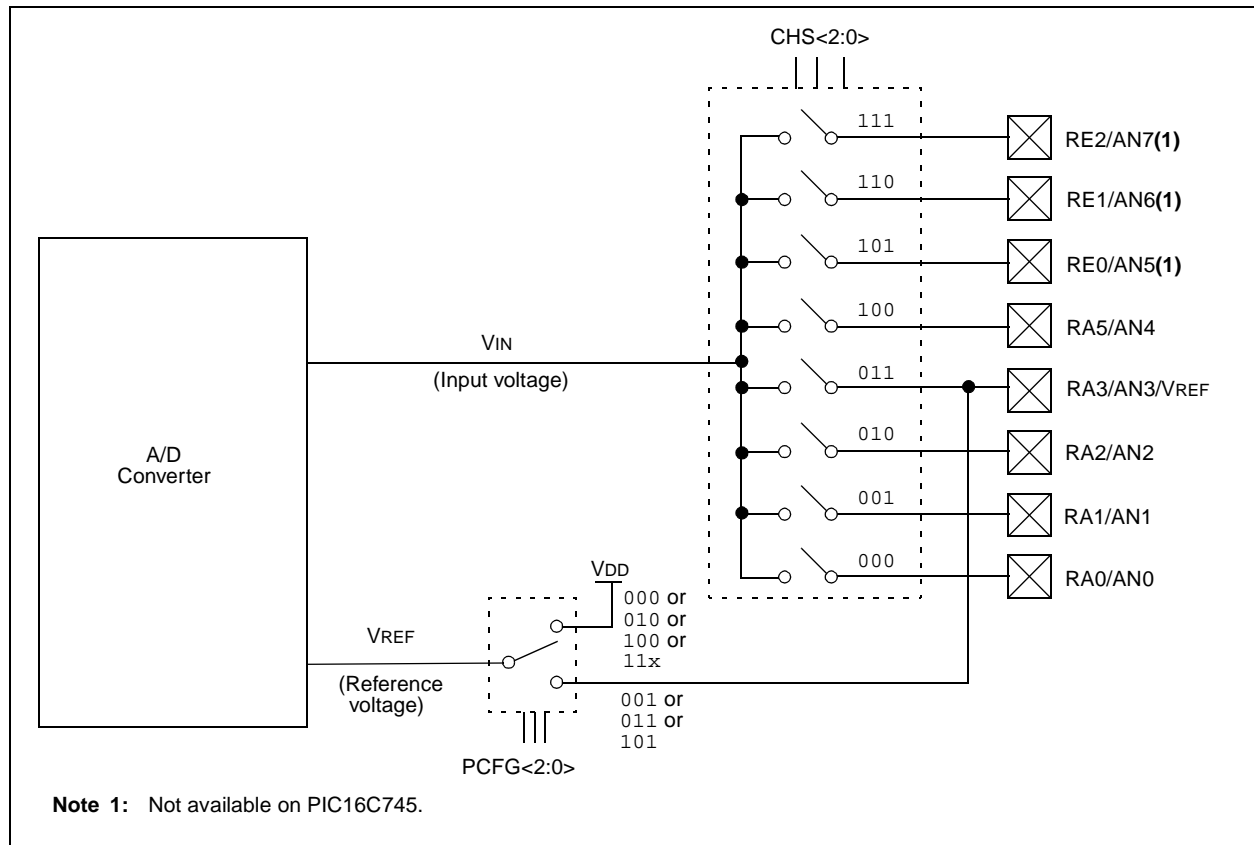 CHS<2:0>
111
RE2/AN7(1)
110
RE1/AN6(1)
101
RE0/AN5(1)
100
RA5/AN4
VIN
(Input voltage)
011
RA3/AN3/VREF
A/D
Converter
010
RA2/AN2
001
RA1/AN1
000
RA0/AN0
VDD
000 or
010 or
100 or
11x
VREF
(Reference
voltage)
001 or
011 or
101
PCFG<2:0>
Note 1: Not available on PIC16C745.